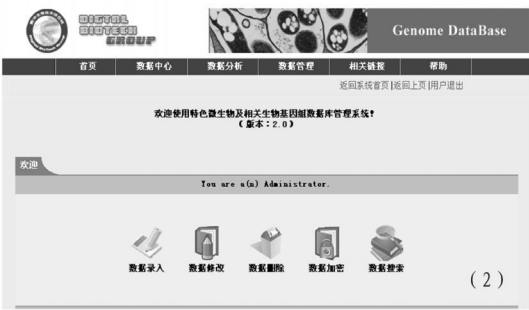 DIGITAL
BIOTECH
GROUP
Genome DataBase
首页 数据中心 数据分析 数据管理 相关链接 帮助
返回系统首页|返回上页|用户退出
欢迎使用特色微生物及相关生物基因组数据库管理系统!
(版本:2.0)
欢迎
You are a(n) Administrator.
数据录入 数据修改 数据删除 数据加密 数据搜索
(2)